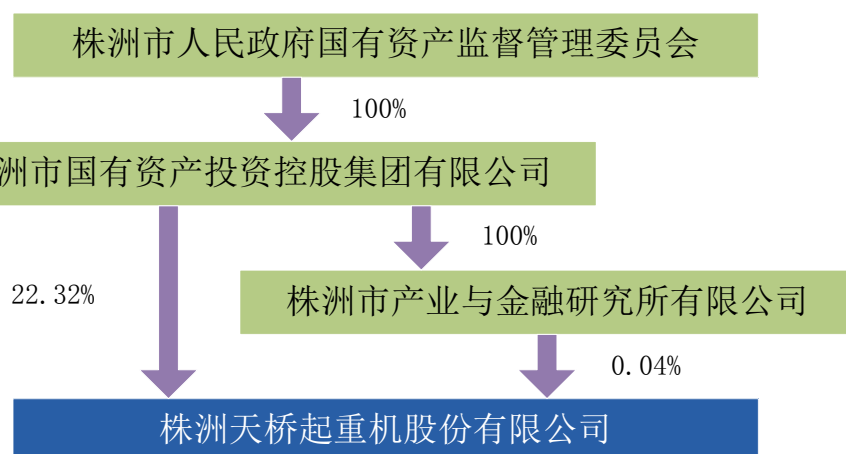 株洲市人民政府国有资产监督管理委员会
100%
洲市国有资产投资控股集团有限公司
100%
22.32%
株洲市产业与金融研究所有限公司
0.04%
株洲天桥起重机股份有限公司